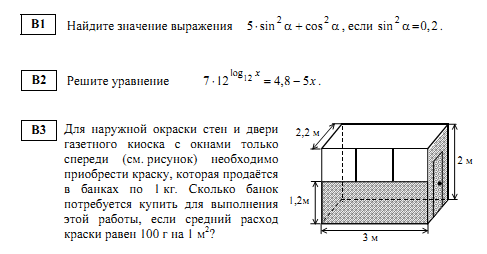 В1 Найдите значение выражения 5·sin²α+cos²α, если sin²α=0,2.
В2 Решите уравнение 7·12^(log₁₂ x) = 4,8−5x.
В3 Для наружной окраски стен и двери
газетного киоска с окнами только
спереди (см. рисунок) необходимо
приобрести краску, которая продаётся
в банках по 1 кг. Сколько банок
потребуется купить для выполнения
этой работы, если средний расход
краски равен 100 г на 1 м²?
2,2 м
2 м
1,2м
3 м